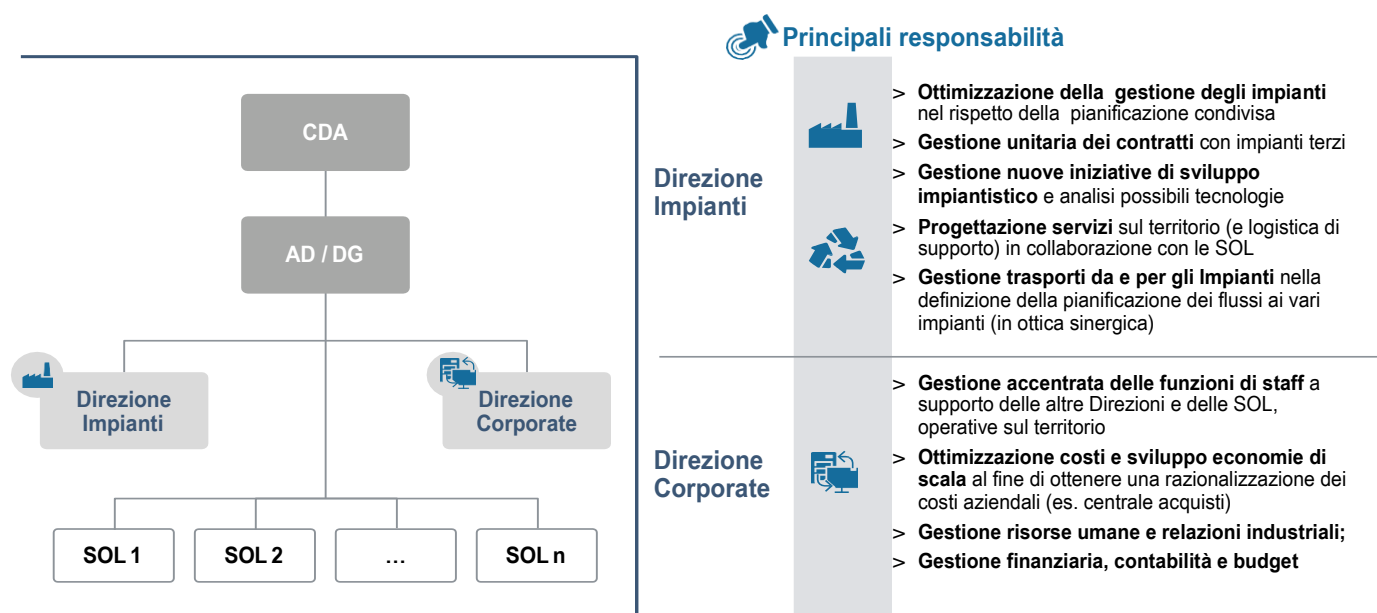 Principali responsabilità
CDA
AD / DG
Direzione
Impianti
Direzione
Corporate
SOL 1
SOL 2
...
SOL n
Direzione
Impianti
> Ottimizzazione della gestione degli impianti
nel rispetto della pianificazione condivisa
> Gestione unitaria dei contratti con impianti terzi
> Gestione nuove iniziative di sviluppo
impiantistico e analisi possibili tecnologie
> Progettazione servizi sul territorio (e logistica di
supporto) in collaborazione con le SOL
> Gestione trasporti da e per gli Impianti nella
definizione della pianificazione dei flussi ai vari
impianti (in ottica sinergica)
Direzione
Corporate
> Gestione accentrata delle funzioni di staff a
supporto delle altre Direzioni e delle SOL,
operative sul territorio
> Ottimizzazione costi e sviluppo economie di
scala al fine di ottenere una razionalizzazione dei
costi aziendali (es. centrale acquisti)
> Gestione risorse umane e relazioni industriali;
> Gestione finanziaria, contabilità e budget